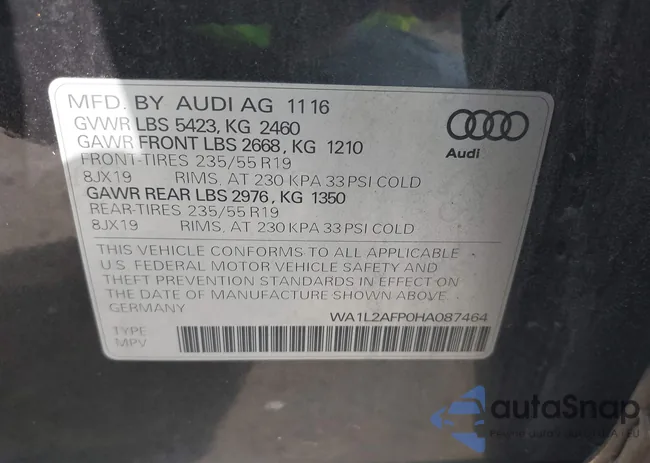 MFD. BY AUDI AG 11 16
GVWR LBS 5423, KG 2460
GAWR FRONT LBS 2668, KG 1210
FRONT-TIRES 235/55 R19
8JX19 RIMS, AT 230 KPA 33 PSI COLD
GAWR REAR LBS 2976, KG 1350
REAR-TIRES 235/55 R19
8JX19 RIMS, AT 230 KPA 33 PSI COLD
Audi
THIS VEHICLE CONFORMS TO ALL APPLICABLE
U.S. FEDERAL MOTOR VEHICLE SAFETY AND
THEFT PREVENTION STANDARDS IN EFFECT ON
THE DATE OF MANUFACTURE SHOWN ABOVE.
GERMANY
WA1L2AFP0HA087464
TYPE
MPV
autaSnap